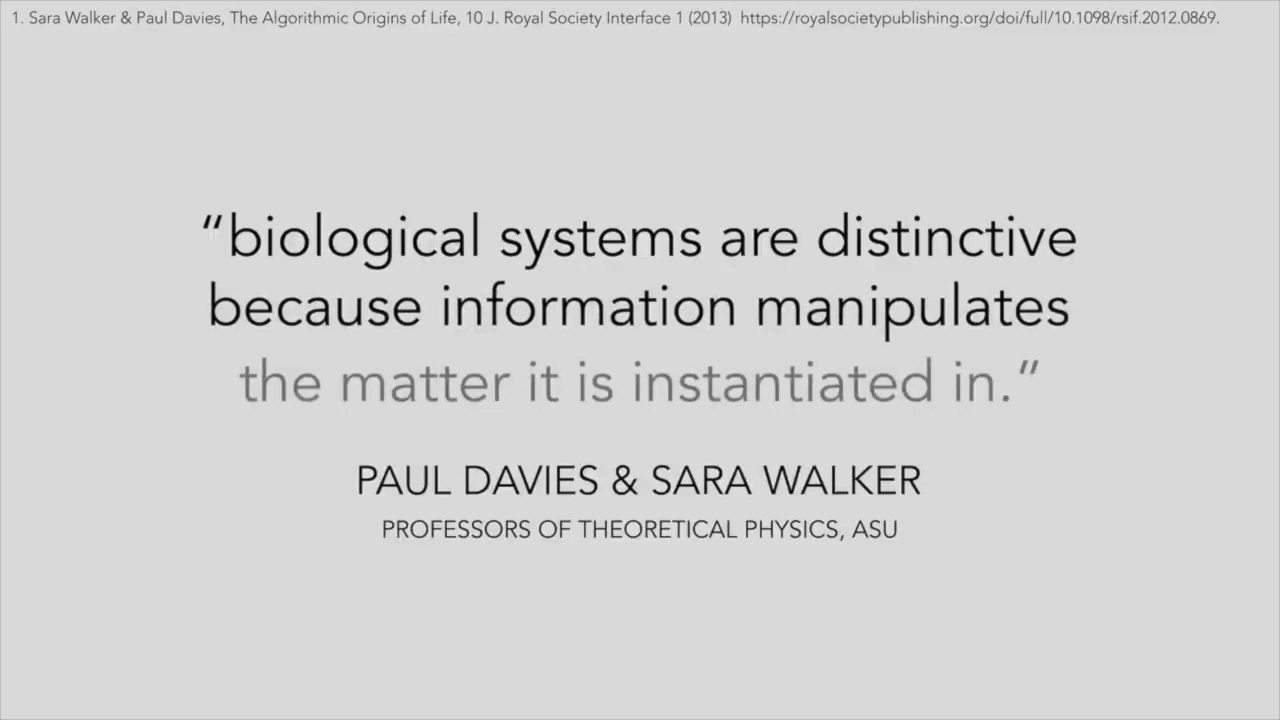 1. Sara Walker & Paul Davies, The Algorithmic Origins of Life, 10 J. Royal Society Interface 1 (2013)  https://royalsocietypublishing.org/doi/full/10.1098/rsif.2012.0869.
“biological systems are distinctive
because information manipulates
the matter it is instantiated in.”
PAUL DAVIES & SARA WALKER
PROFESSORS OF THEORETICAL PHYSICS, ASU